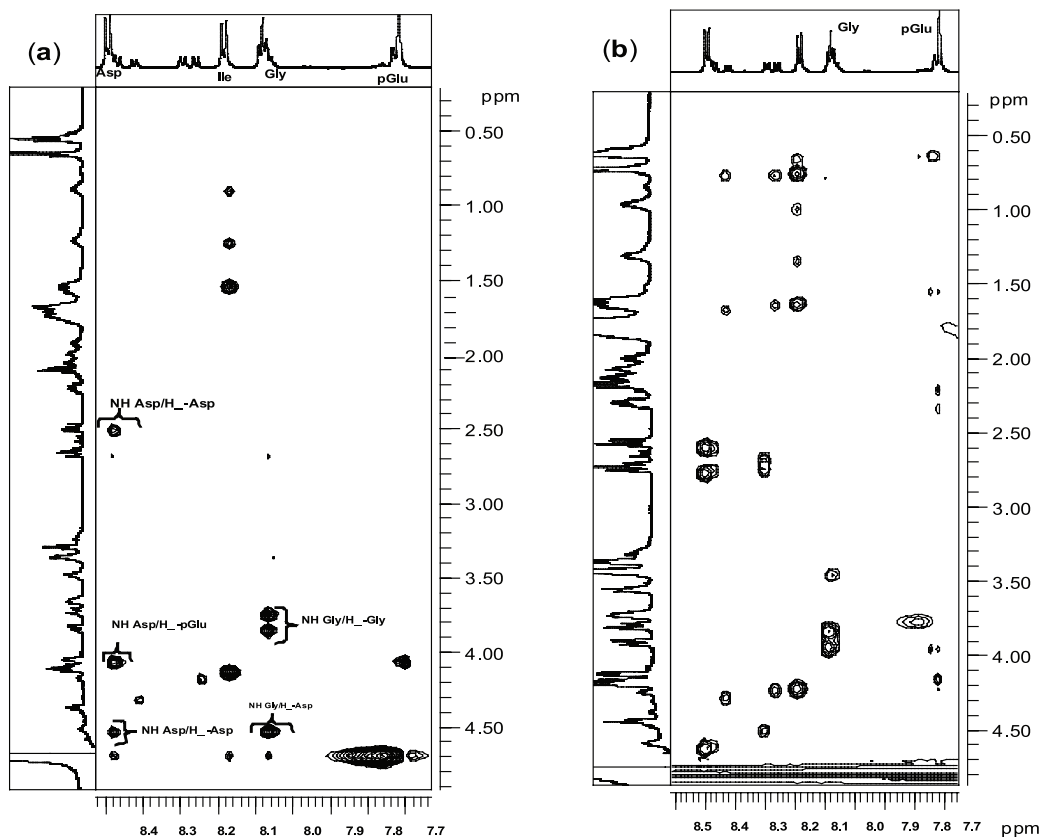 (a)
Asp
Ile
Gly
pGlu
ppm
0.50
1.00
1.50
2.00
2.50
3.00
3.50
4.00
4.50
NH Asp/H_-Asp
NH Asp/H_-pGlu
NH Gly/H_-Gly
NH Gly/H_-Asp
NH Asp/H_-Asp
8.4 8.3 8.2 8.1 8.0 7.9 7.8 7.7
(b)
Gly
pGlu
ppm
0.50
1.00
1.50
2.00
2.50
3.00
3.50
4.00
4.50
8.5 8.4 8.3 8.2 8.1 8.0 7.9 7.8 7.7 ppm